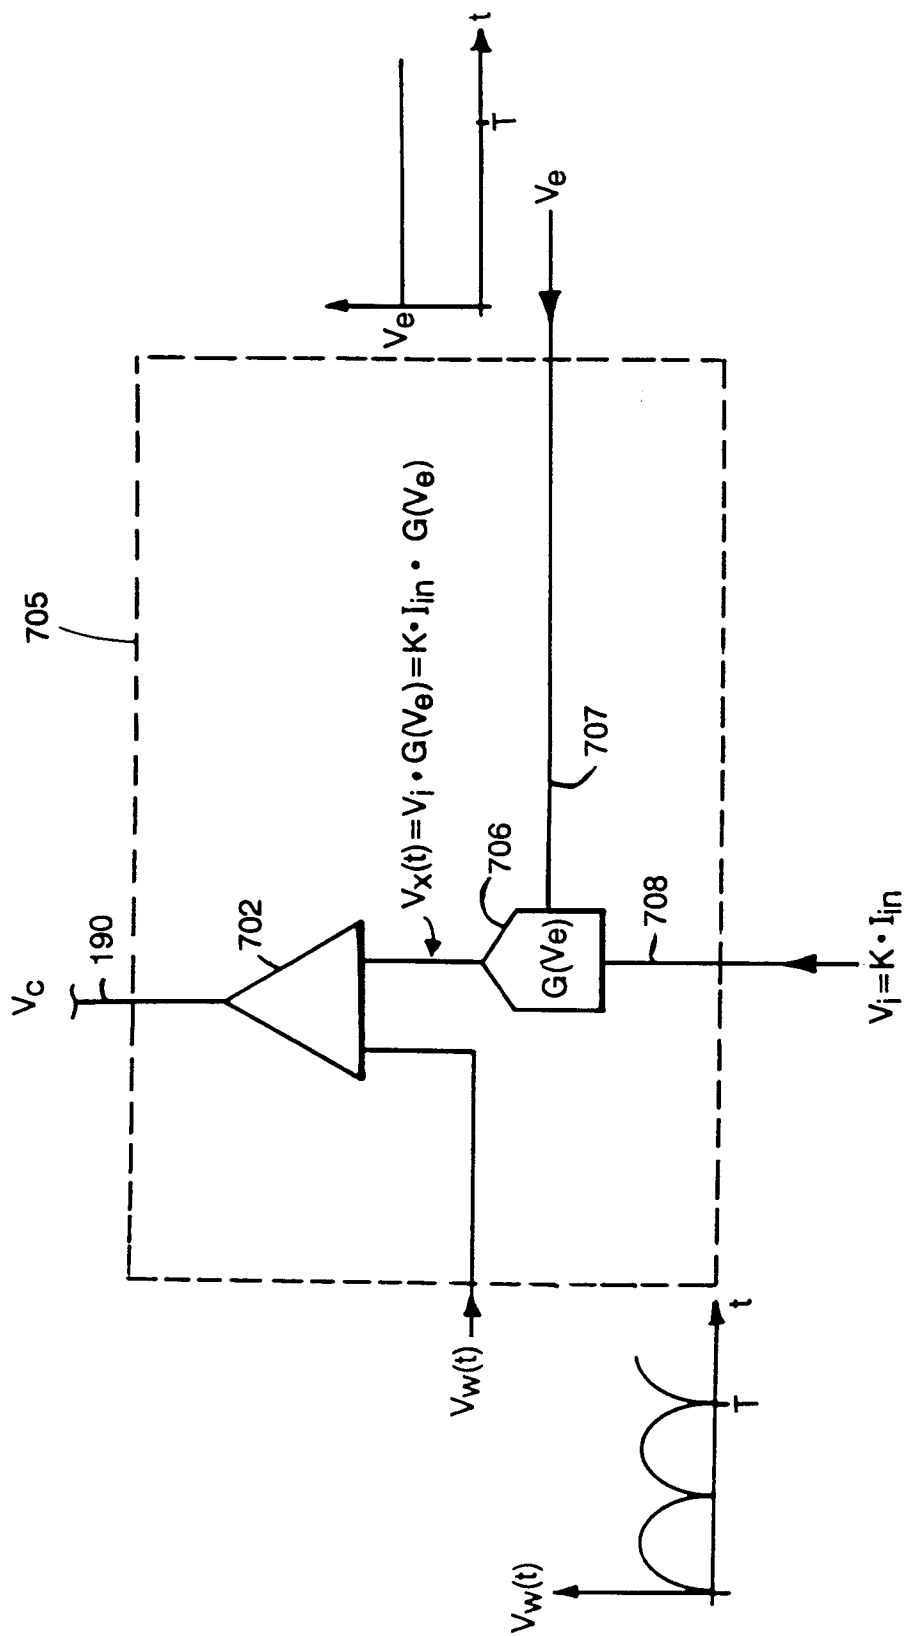 705
V_C
190
702
V_X(t)=V_i•G(V_e)=K•I_in•G(V_e)
706
G(Ve)
707
708
V_W(t)
V_e
V_i=K•I_in
V_W(t)
T
t
V_e
T
t